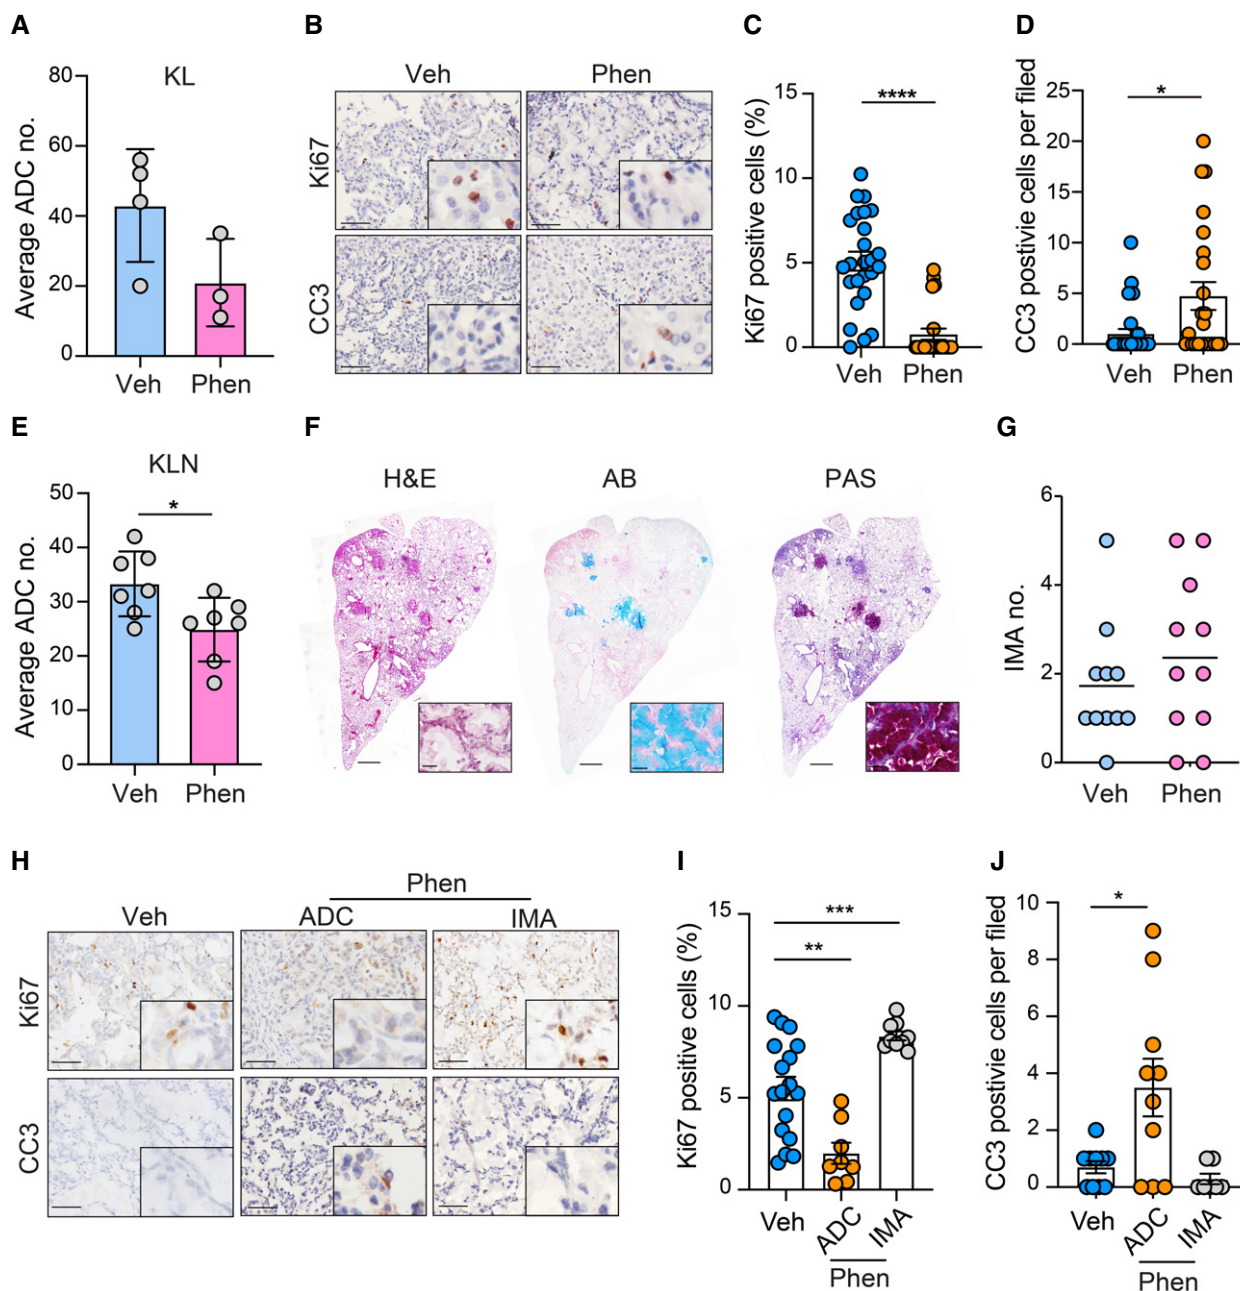 A
KL
Average ADC no.
80
60
40
20
0
Veh Phen
B
Veh Phen
Ki67
CC3
C
Ki67 positive cells (%)
15
10
5
0
****
Veh Phen
D
CC3 postivie cells per filed
25
20
15
10
5
0
*
Veh Phen
E
KLN
Average ADC no.
50
40
30
20
10
0
*
Veh Phen
F
H&E AB PAS
G
IMA no.
6
4
2
0
Veh Phen
H
Phen
Veh ADC IMA
Ki67
CC3
I
Ki67 positive cells (%)
15
10
5
0
***
**
Veh ADC IMA
Phen
J
CC3 postivie cells per filed
10
8
6
4
2
0
*
Veh ADC IMA
Phen